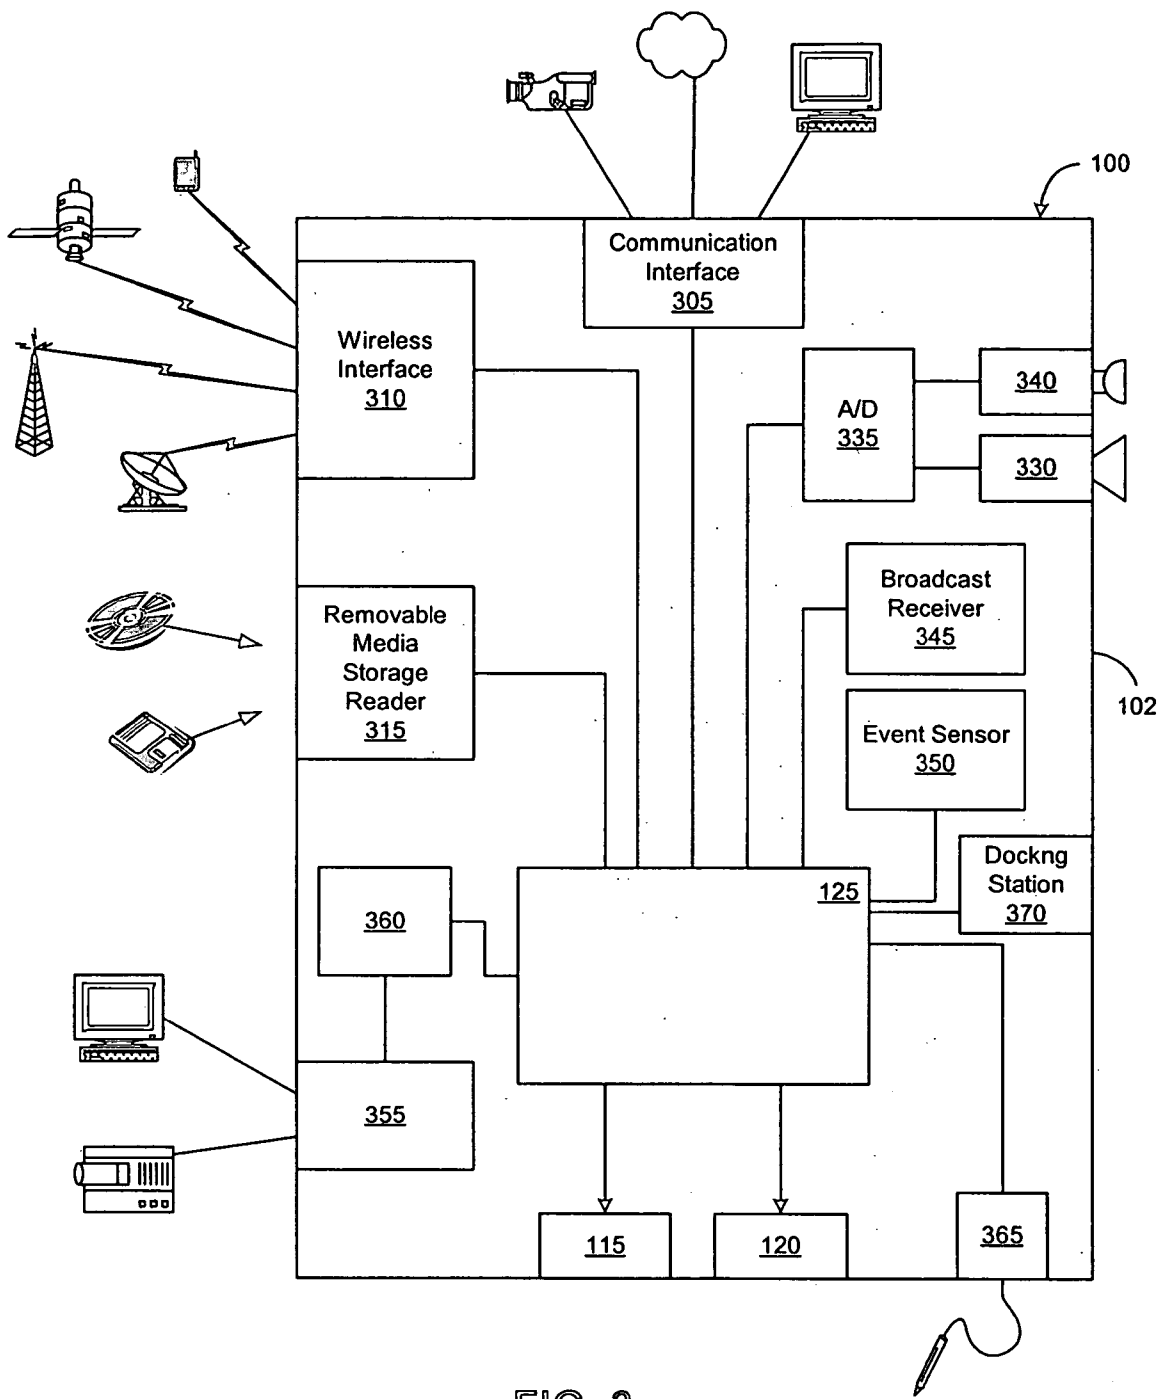 100
Communication
Interface
305
Wireless
Interface
310
A/D
335
340
330
Broadcast
Receiver
345
Removable
Media
Storage
Reader
315
102
Event Sensor
350
Dockng
Station
370
125
360
355
115
120
365